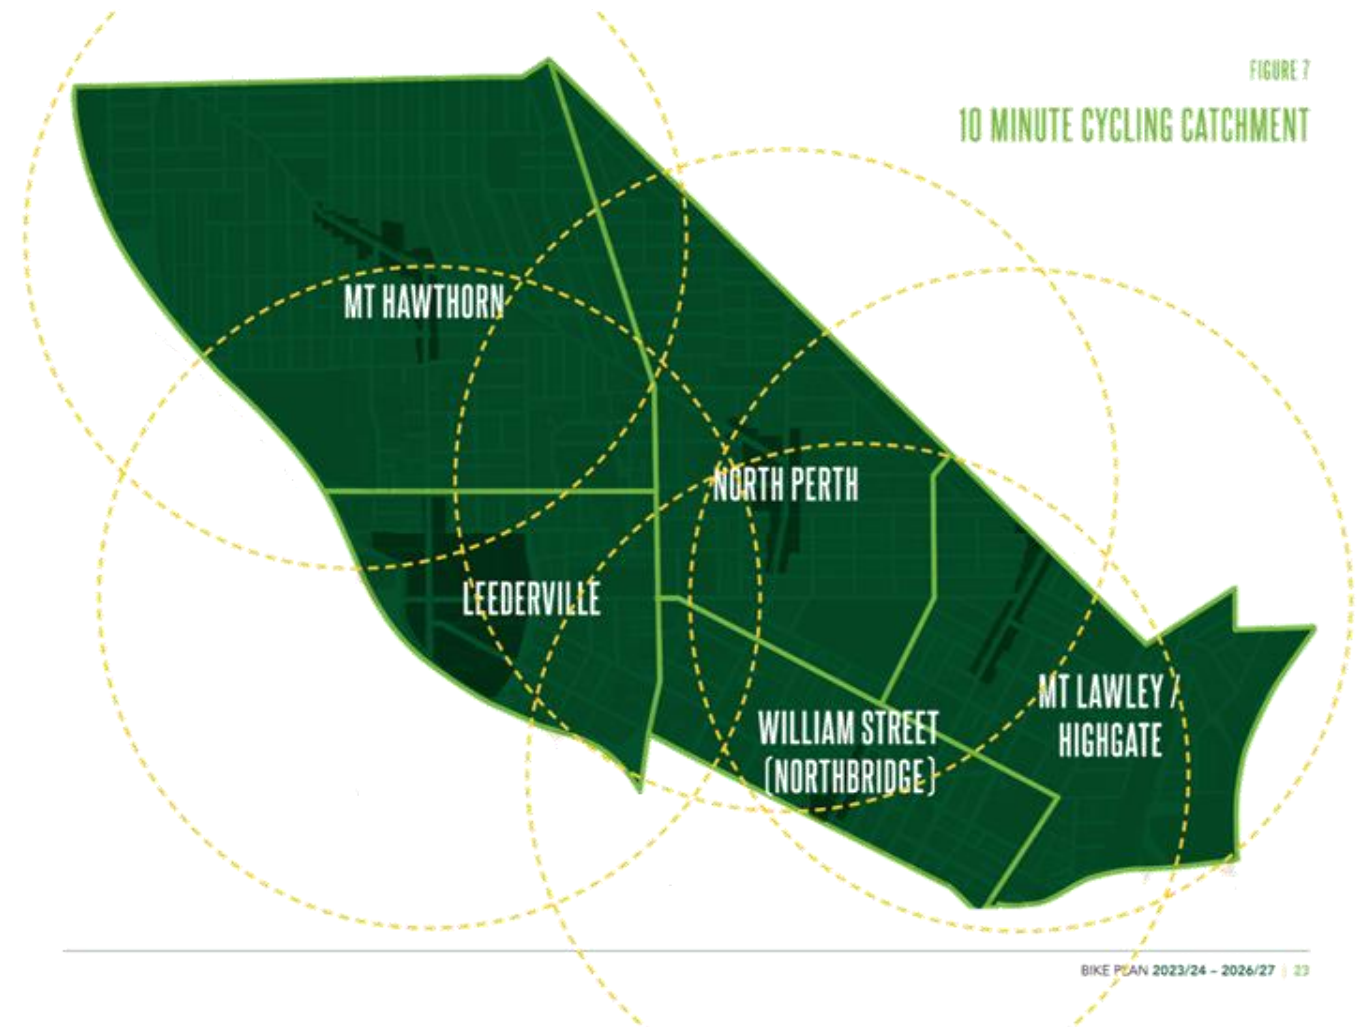 FIGURE 7
10 MINUTE CYCLING CATCHMENT
MT HAWTHORN
NORTH PERTH
LEEDERVILLE
MT LAWLEY /
HIGHGATE
WILLIAM STREET
(NORTHBRIDGE)
BIKE PLAN 2023/24 – 2026/27 | 23